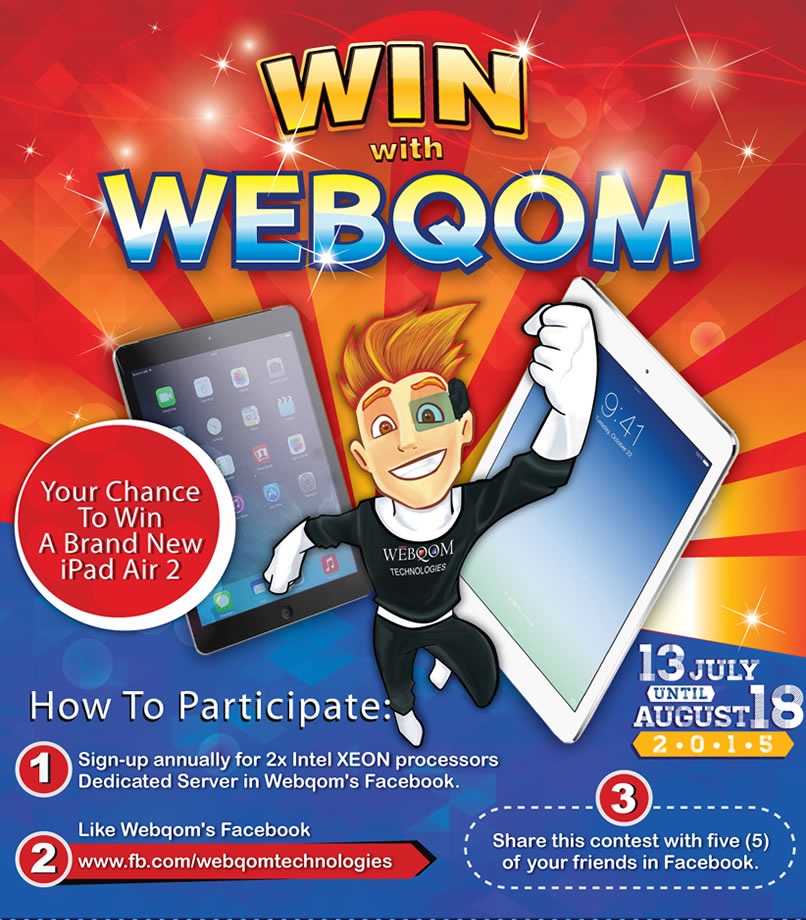 WIN
with
WEBQOM
9:41
Tuesday, October 22
Your Chance
To Win
A Brand New
iPad Air 2
WEBQOM
TECHNOLOGIES
13 JULY
UNTIL
AUGUST 18
2•0•1•5
How To Participate:
1
Sign-up annually for 2x Intel XEON processors
Dedicated Server in Webqom's Facebook.
2
Like Webqom's Facebook
www.fb.com/webqomtechnologies
3
Share this contest with five (5)
of your friends in Facebook.